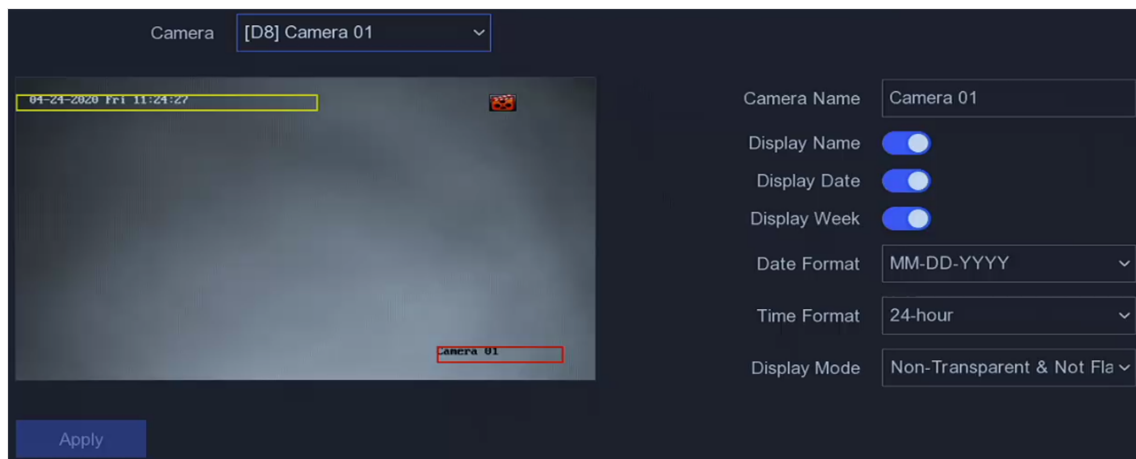 Camera [D8] Camera 01
04-24-2020 Fri 11:24:27
Camera Name Camera 01
Display Name
Display Date
Display Week
Date Format MM-DD-YYYY
Time Format 24-hour
Camera 01
Display Mode Non-Transparent & Not Fla
Apply